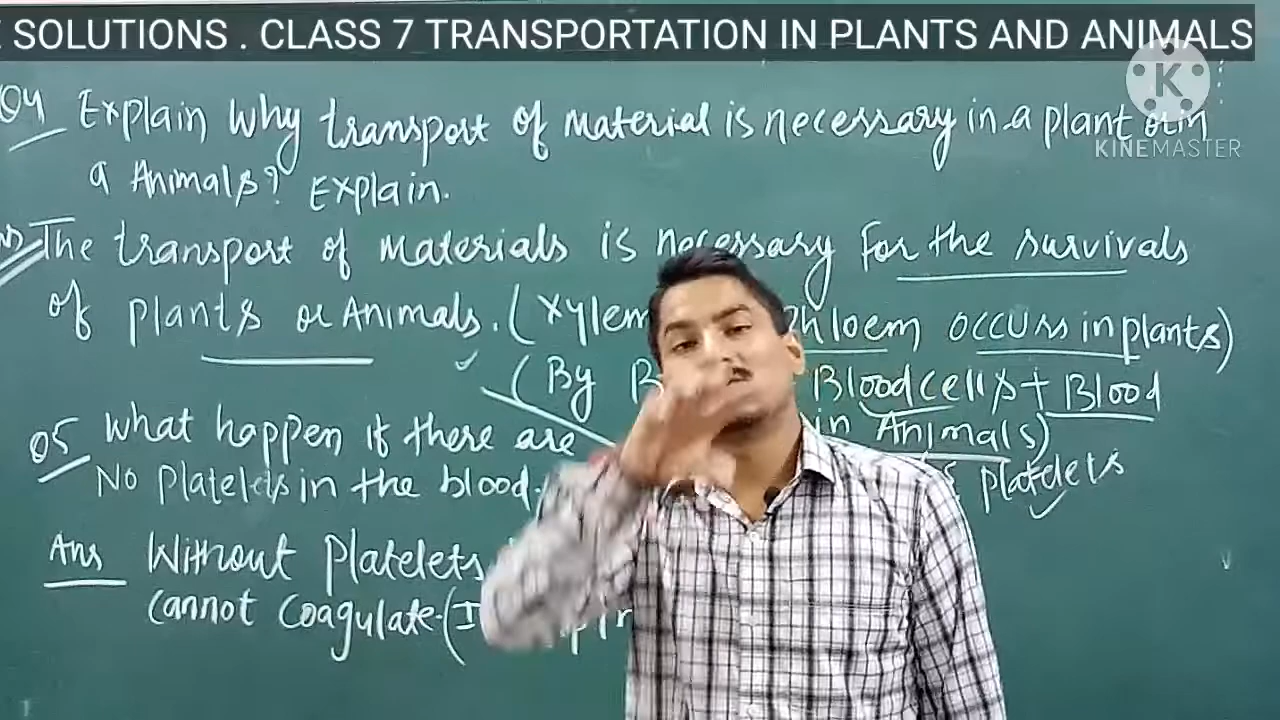 SOLUTIONS . CLASS 7 TRANSPORTATION IN PLANTS AND ANIMALS
K
KINEMASTER
Q4 Explain Why transport of Material is necessary in a plant or in
a Animals? Explain.
Ans The transport of Materials is necessary for the survivals
of plants or Animals. (Xylem Phloem occurs in plants)
(By Blood cells + Blood
in Animals)
Q5 What happen if there are
No Platelets in the blood. platelets
Ans Without Platelets
Cannot Coagulate.